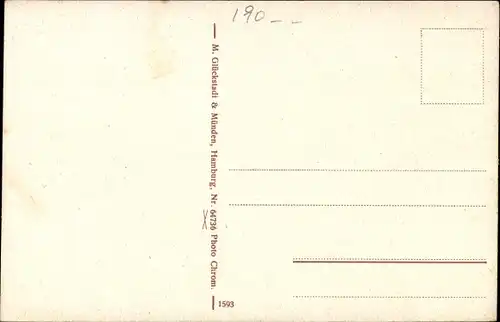 190--
M. Glückstadt & Münden, Hamburg, Nr. 64736 Photo Chrom.
1593